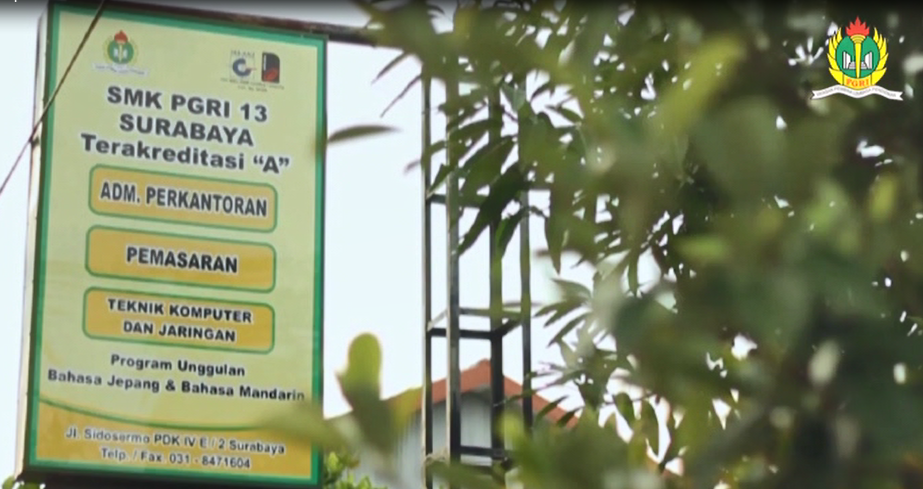 SMK PGRI 13
SURABAYA
Terakreditasi “A”
ADM. PERKANTORAN
PEMASARAN
TEKNIK KOMPUTER
DAN JARINGAN
Program Unggulan
Bahasa Jepang & Bahasa Mandarin
Jl. Sidosermo PDK IV E / 2 Surabaya
Telp. / Fax. 031 - 8471604
PGRI